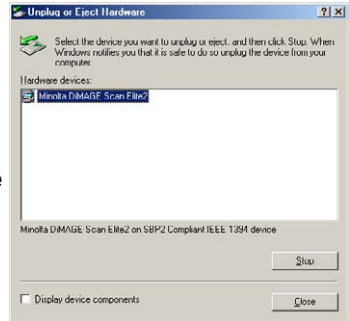 Unplug or Eject Hardware
Select the device you want to unplug or eject, and then click Stop. When
Windows notifies you that it is safe to do so unplug the device from your
computer.
Hardware devices:
Minolta DiMAGE Scan Elite2
e
Minolta DiMAGE Scan Elite2 on SBP2 Compliant IEEE 1394 device
Stop
Display device components
Close